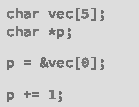 char vec[5];
char *p;
p = &vec[0];
p += 1;